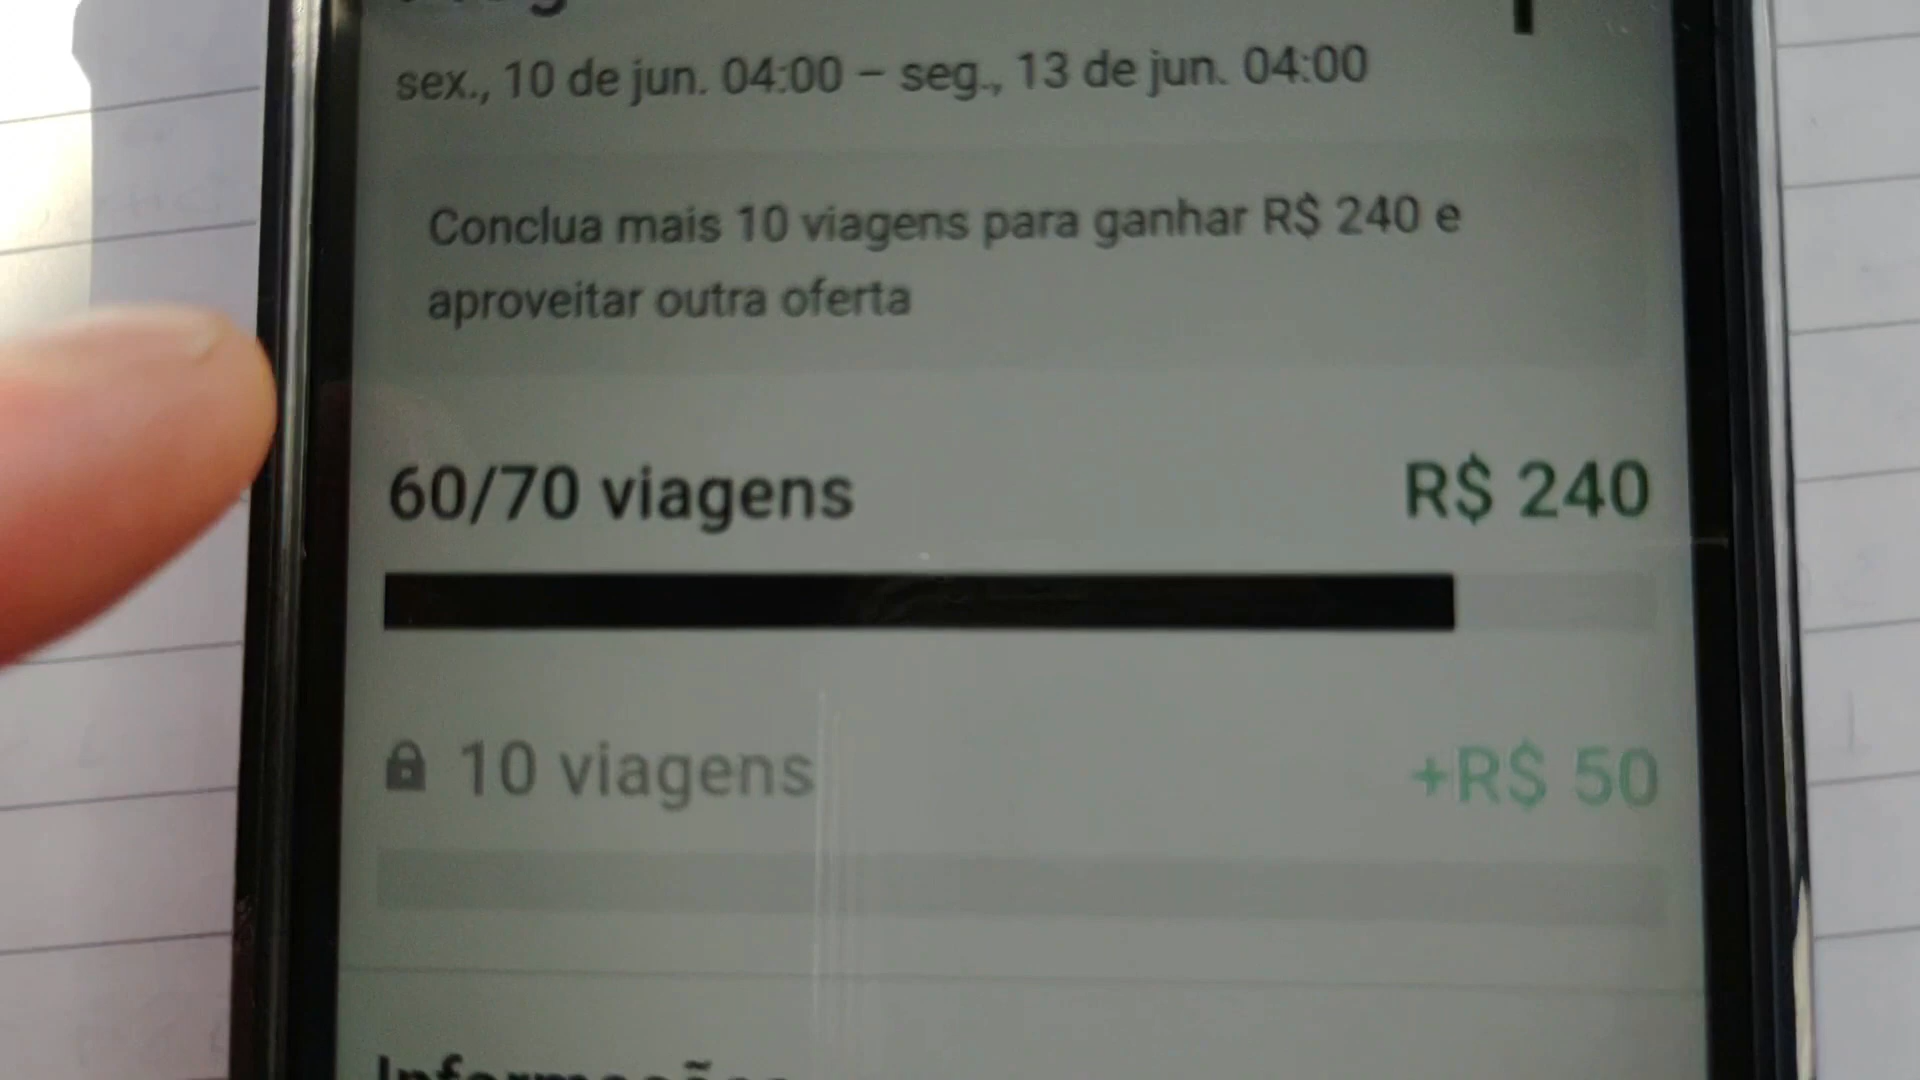 sex., 10 de jun. 04:00 – seg., 13 de jun. 04:00
Conclua mais 10 viagens para ganhar R$ 240 e
aproveitar outra oferta
60/70 viagens R$ 240
10 viagens +R$ 50
Informações